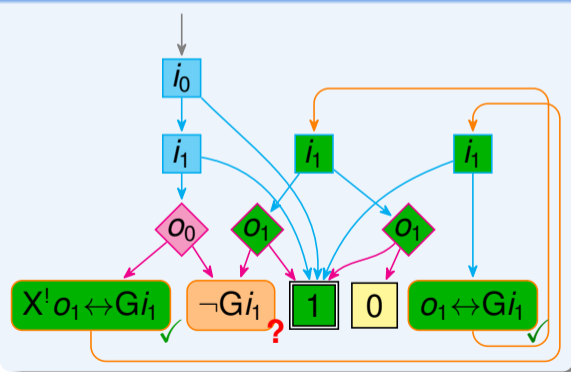 i₀
i₁ i₁ i₁
o₀ o₁ o₁
X!o₁↔Gi₁ ✓ ¬Gi₁ ? 1 0 o₁↔Gi₁ ✓